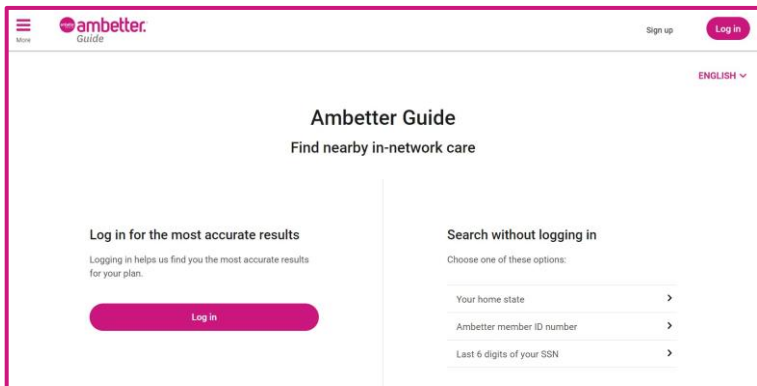 More
ambetter.
Guide
Sign up
Log in
ENGLISH
Ambetter Guide
Find nearby in-network care
Log in for the most accurate results
Logging in helps us find you the most accurate results
for your plan.
Log in
Search without logging in
Choose one of these options:
Your home state
Ambetter member ID number
Last 6 digits of your SSN